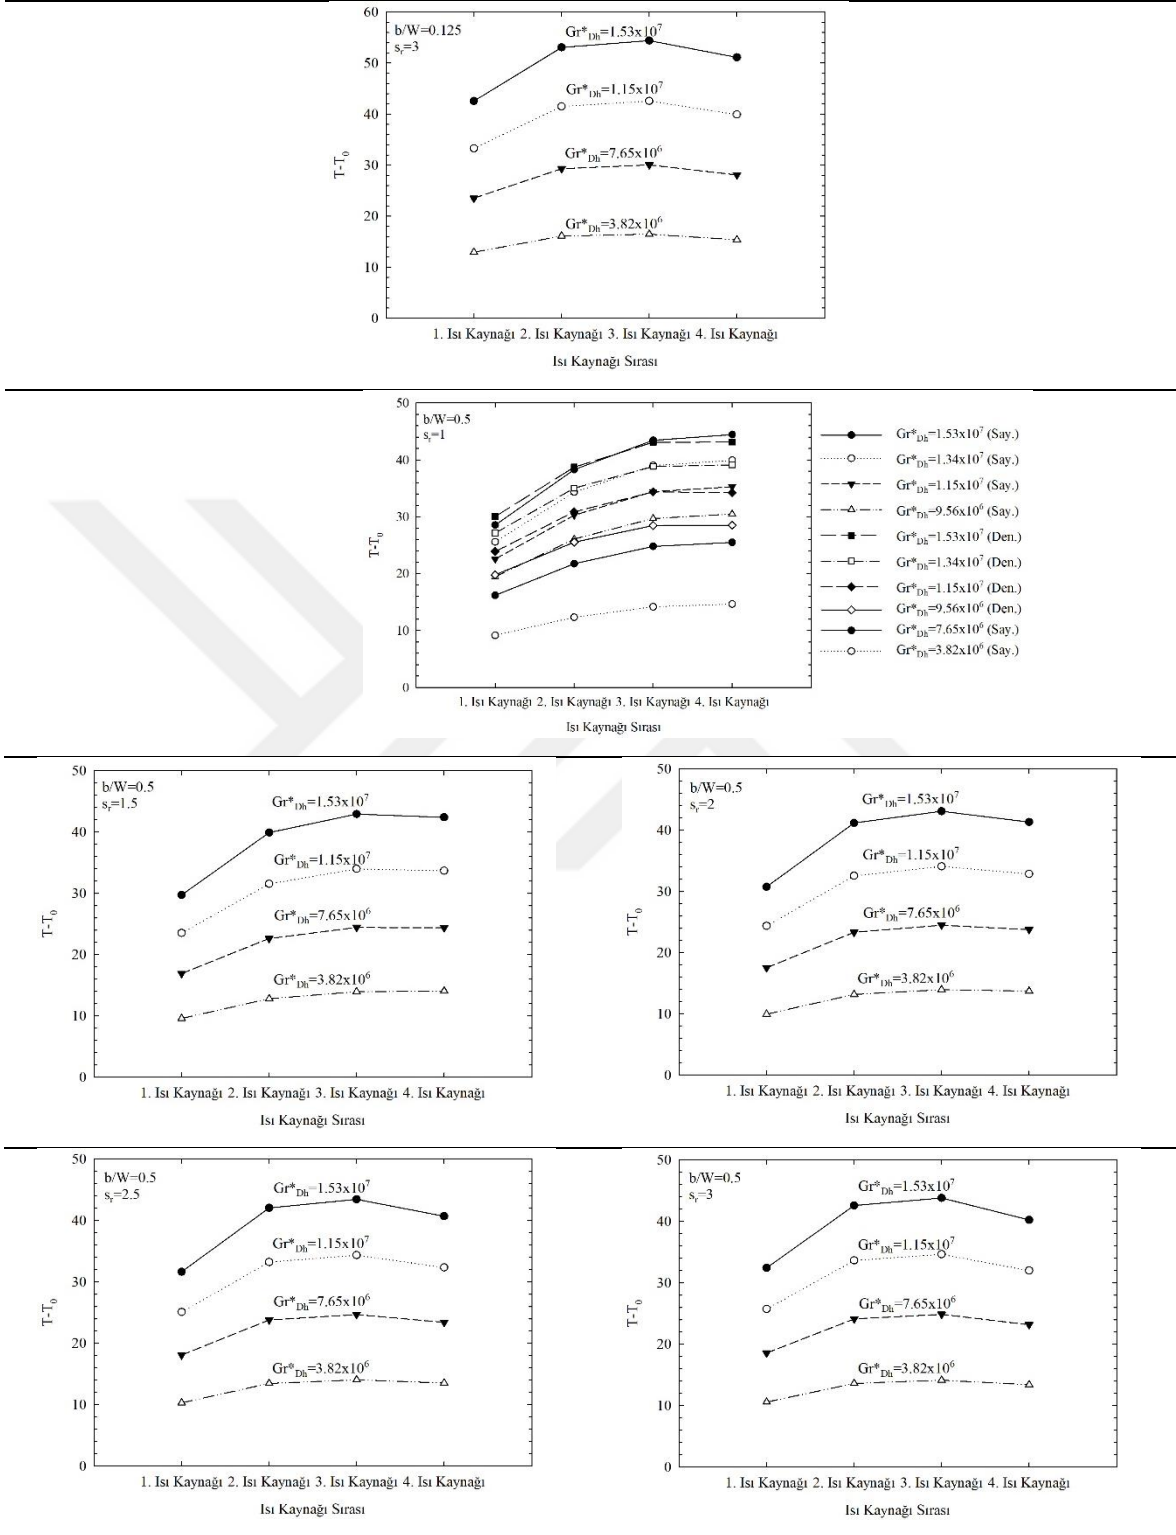 b/W=0.125
s_r=3
Gr*_Dh=1.53x10^7
Gr*_Dh=1.15x10^7
Gr*_Dh=7.65x10^6
Gr*_Dh=3.82x10^6
60
50
40
30
20
10
0
T-T_0
1. Isı Kaynağı 2. Isı Kaynağı 3. Isı Kaynağı 4. Isı Kaynağı
Isı Kaynağı Sırası
b/W=0.5
s_r=1
50
40
30
20
10
0
T-T_0
1. Isı Kaynağı 2. Isı Kaynağı 3. Isı Kaynağı 4. Isı Kaynağı
Isı Kaynağı Sırası
Gr*_Dh=1.53x10^7 (Say.)
Gr*_Dh=1.34x10^7 (Say.)
Gr*_Dh=1.15x10^7 (Say.)
Gr*_Dh=9.56x10^6 (Say.)
Gr*_Dh=1.53x10^7 (Den.)
Gr*_Dh=1.34x10^7 (Den.)
Gr*_Dh=1.15x10^7 (Den.)
Gr*_Dh=9.56x10^6 (Den.)
Gr*_Dh=7.65x10^6 (Say.)
Gr*_Dh=3.82x10^6 (Say.)
b/W=0.5
s_r=1.5
Gr*_Dh=1.53x10^7
Gr*_Dh=1.15x10^7
Gr*_Dh=7.65x10^6
Gr*_Dh=3.82x10^6
50
40
30
20
10
0
T-T_0
1. Isı Kaynağı 2. Isı Kaynağı 3. Isı Kaynağı 4. Isı Kaynağı
Isı Kaynağı Sırası
b/W=0.5
s_r=2
Gr*_Dh=1.53x10^7
Gr*_Dh=1.15x10^7
Gr*_Dh=7.65x10^6
Gr*_Dh=3.82x10^6
50
40
30
20
10
0
T-T_0
1. Isı Kaynağı 2. Isı Kaynağı 3. Isı Kaynağı 4. Isı Kaynağı
Isı Kaynağı Sırası
b/W=0.5
s_r=2.5
Gr*_Dh=1.53x10^7
Gr*_Dh=1.15x10^7
Gr*_Dh=7.65x10^6
Gr*_Dh=3.82x10^6
50
40
30
20
10
0
T-T_0
1. Isı Kaynağı 2. Isı Kaynağı 3. Isı Kaynağı 4. Isı Kaynağı
Isı Kaynağı Sırası
b/W=0.5
s_r=3
Gr*_Dh=1.53x10^7
Gr*_Dh=1.15x10^7
Gr*_Dh=7.65x10^6
Gr*_Dh=3.82x10^6
50
40
30
20
10
0
T-T_0
1. Isı Kaynağı 2. Isı Kaynağı 3. Isı Kaynağı 4. Isı Kaynağı
Isı Kaynağı Sırası